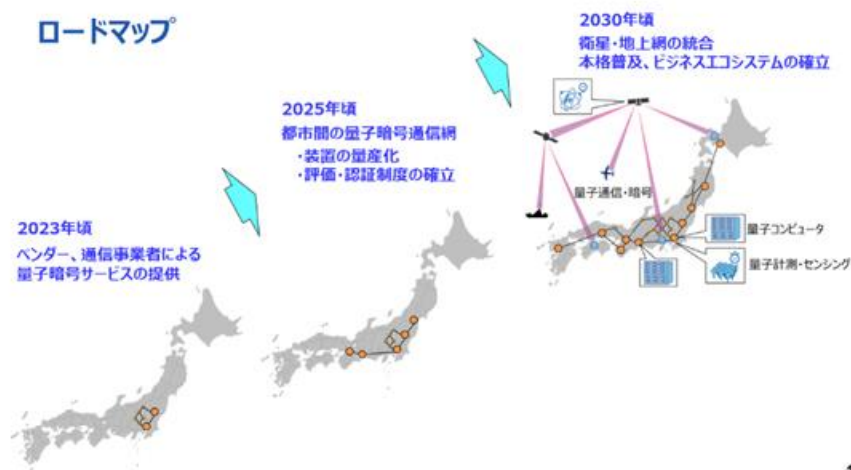 ロードマップ
2023年頃
ベンダー、通信事業者による
量子暗号サービスの提供
2025年頃
都市間の量子暗号通信網
・装置の量産化
・評価・認証制度の確立
2030年頃
衛星・地上網の統合
本格普及、ビジネスエコシステムの確立
量子通信・暗号
量子コンピュータ
量子計測・センシング